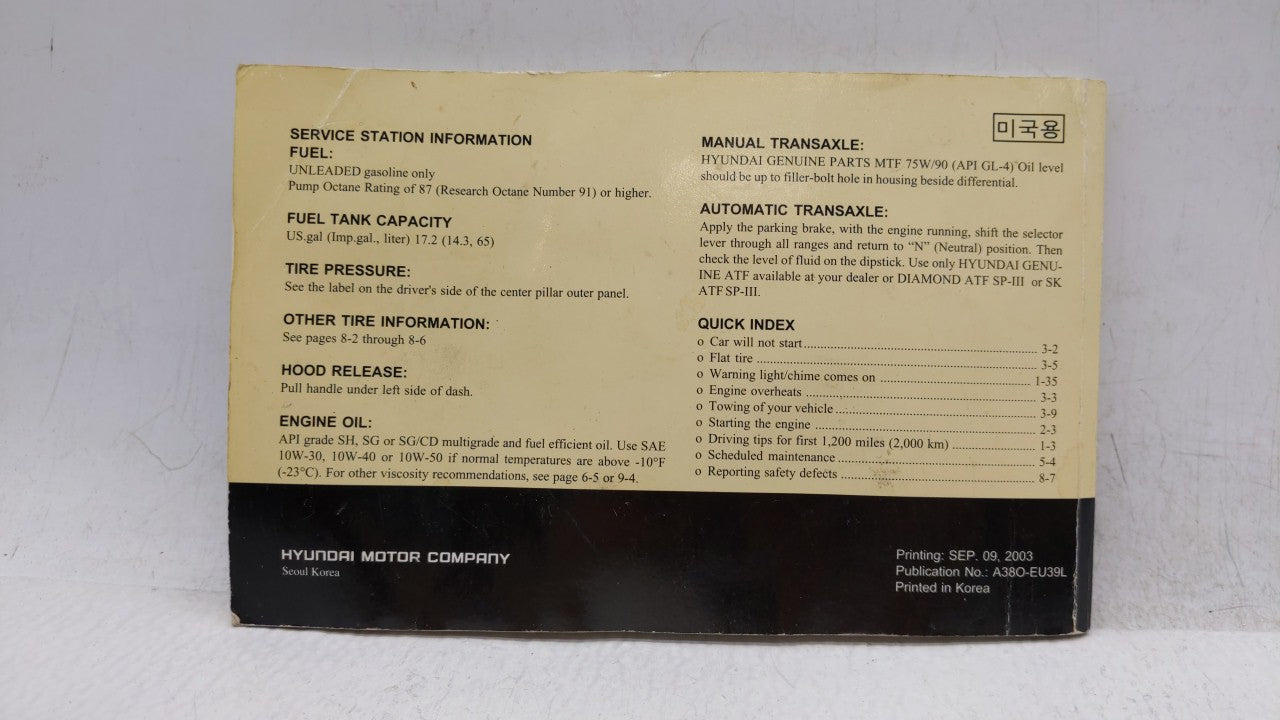 SERVICE STATION INFORMATION
FUEL:
UNLEADED gasoline only
Pump Octane Rating of 87 (Research Octane Number 91) or higher.
FUEL TANK CAPACITY
US.gal (Imp.gal., liter) 17.2 (14.3, 65)
TIRE PRESSURE:
See the label on the driver's side of the center pillar outer panel.
OTHER TIRE INFORMATION:
See pages 8-2 through 8-6
HOOD RELEASE:
Pull handle under left side of dash.
ENGINE OIL:
API grade SH, SG or SG/CD multigrade and fuel efficient oil. Use SAE
10W-30, 10W-40 or 10W-50 if normal temperatures are above -10°F
(-23°C). For other viscosity recommendations, see page 6-5 or 9-4.
미국용
MANUAL TRANSAXLE:
HYUNDAI GENUINE PARTS MTF 75W/90 (API GL-4) Oil level
should be up to filler-bolt hole in housing beside differential.
AUTOMATIC TRANSAXLE:
Apply the parking brake, with the engine running, shift the selector
lever through all ranges and return to "N" (Neutral) position. Then
check the level of fluid on the dipstick. Use only HYUNDAI GENU-
INE ATF available at your dealer or DIAMOND ATF SP-III or SK
ATF SP-III.
QUICK INDEX
o Car will not start........................ 3-2
o Flat tire ........................ 3-5
o Warning light/chime comes on ........................ 1-35
o Engine overheats ........................ 3-3
o Towing of your vehicle........................ 3-9
o Starting the engine ........................ 2-3
o Driving tips for first 1,200 miles (2,000 km) ........................ 1-3
o Scheduled maintenance ........................ 5-4
o Reporting safety defects ........................ 8-7
HYUNDAI MOTOR COMPANY
Seoul Korea
Printing: SEP. 09, 2003
Publication No.: A38O-EU39L
Printed in Korea